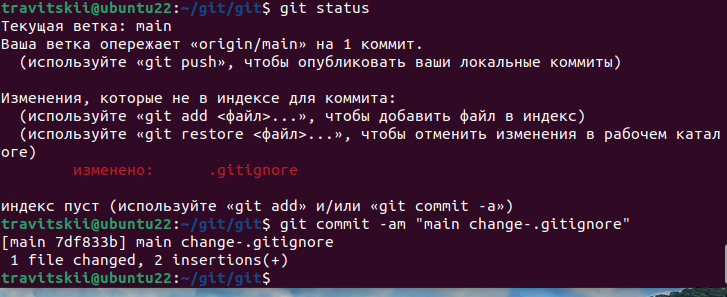 travitskii@ubuntu22:~/git/git$ git status
Текущая ветка: main
Ваша ветка опережает «origin/main» на 1 коммит.
  (используйте «git push», чтобы опубликовать ваши локальные коммиты)

Изменения, которые не в индексе для коммита:
  (используйте «git add <файл>...», чтобы добавить файл в индекс)
  (используйте «git restore <файл>...», чтобы отменить изменения в рабочем катал
оге)
        изменено:      .gitignore

индекс пуст (используйте «git add» и/или «git commit -a»)
travitskii@ubuntu22:~/git/git$ git commit -am "main change-.gitignore"
[main 7df833b] main change-.gitignore
 1 file changed, 2 insertions(+)
travitskii@ubuntu22:~/git/git$